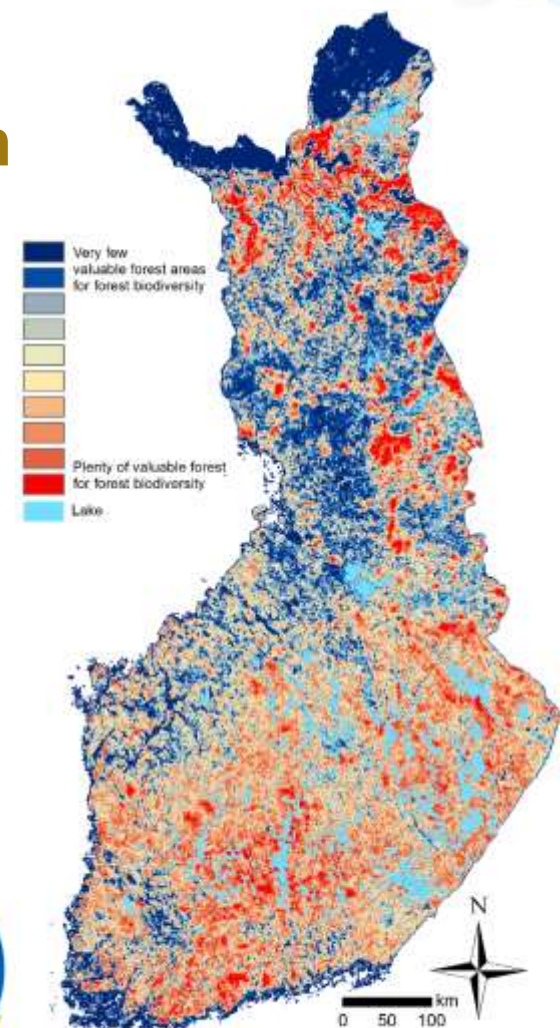 Very few
valuable forest areas
for forest biodiversity
Plenty of valuable forest
for forest biodiversity
Lake
N
km
0 50 100